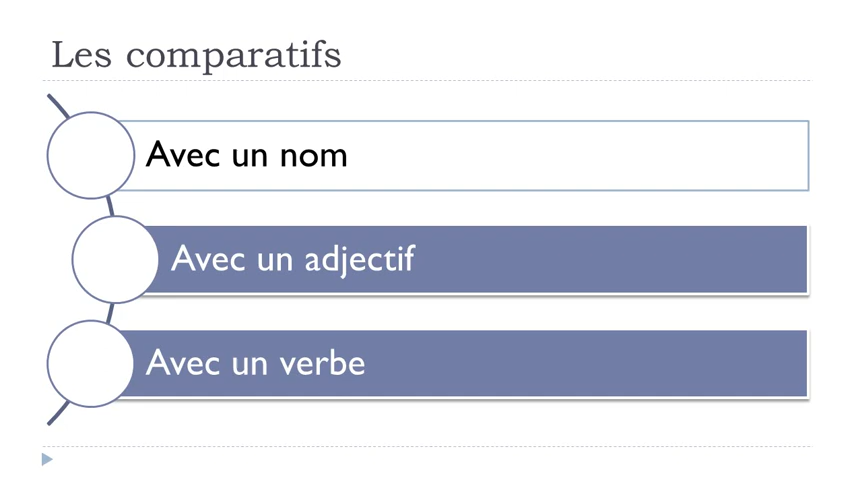 Les comparatifs
Avec un nom
Avec un adjectif
Avec un verbe